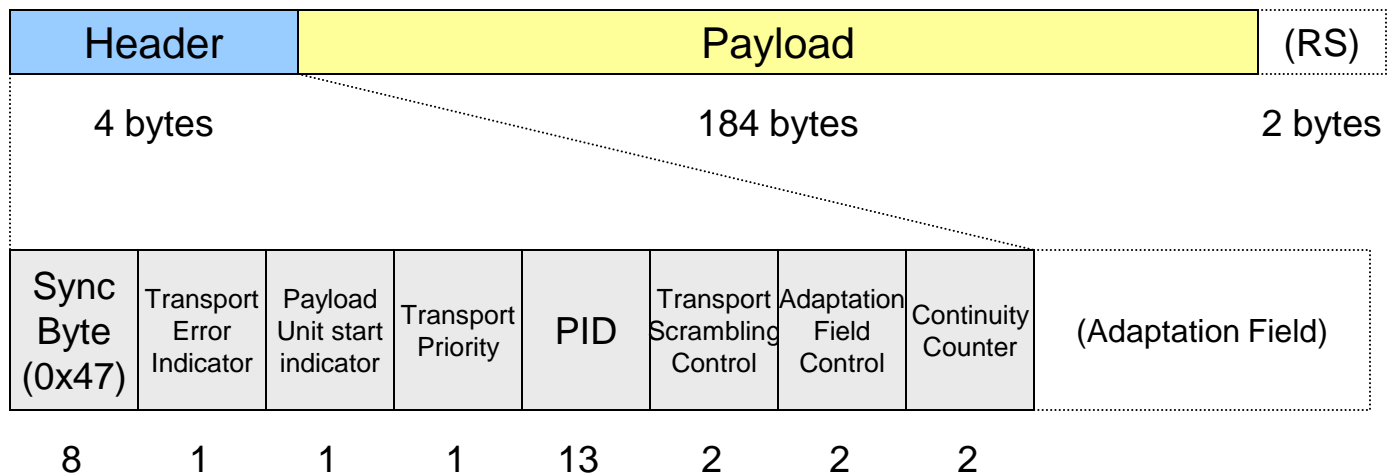 Header Payload (RS)
4 bytes 184 bytes 2 bytes
Sync
Byte
(0x47)
Transport
Error
Indicator
Payload
Unit start
indicator
Transport
Priority
PID
Transport
Scrambling
Control
Adaptation
Field
Control
Continuity
Counter
(Adaptation Field)
8 1 1 1 13 2 2 2